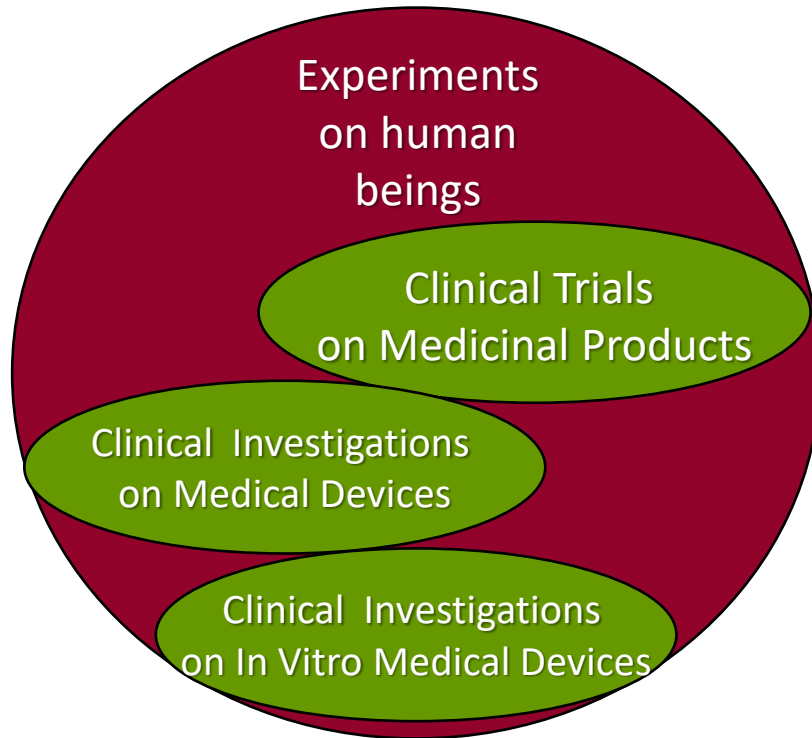 Experiments
on human
beings
Clinical Trials
on Medicinal Products
Clinical  Investigations
on Medical Devices
Clinical  Investigations
on In Vitro Medical Devices